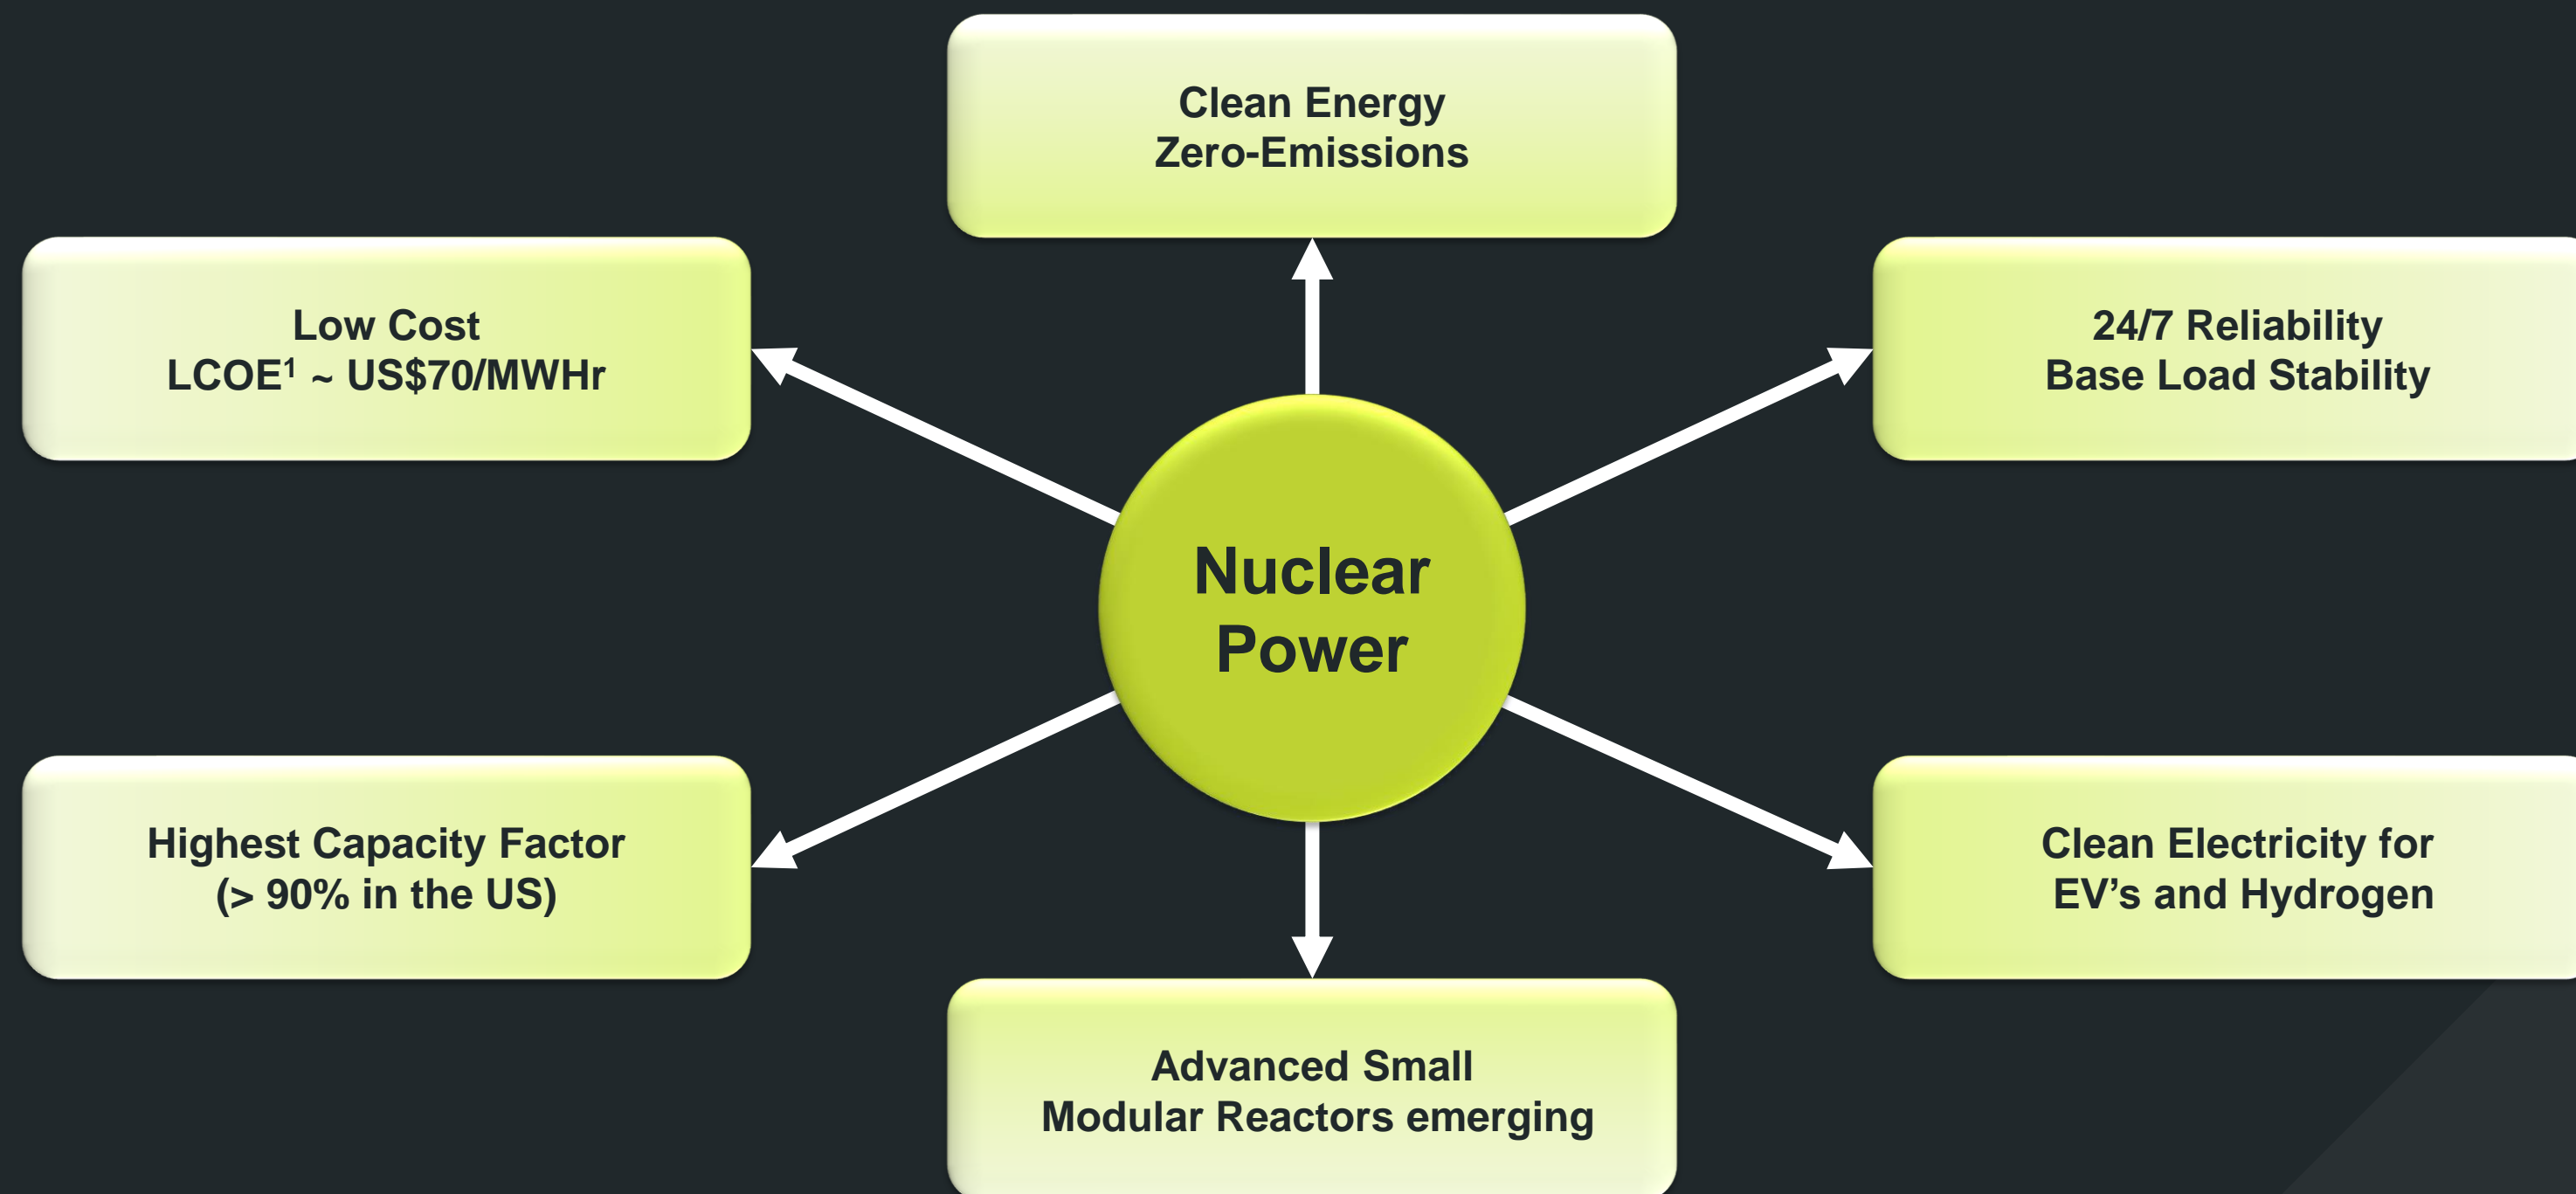 Clean Energy
Zero-Emissions
Low Cost
LCOE¹ ~ US$70/MWHr
24/7 Reliability
Base Load Stability
Nuclear
Power
Highest Capacity Factor
(> 90% in the US)
Clean Electricity for
EV’s and Hydrogen
Advanced Small
Modular Reactors emerging